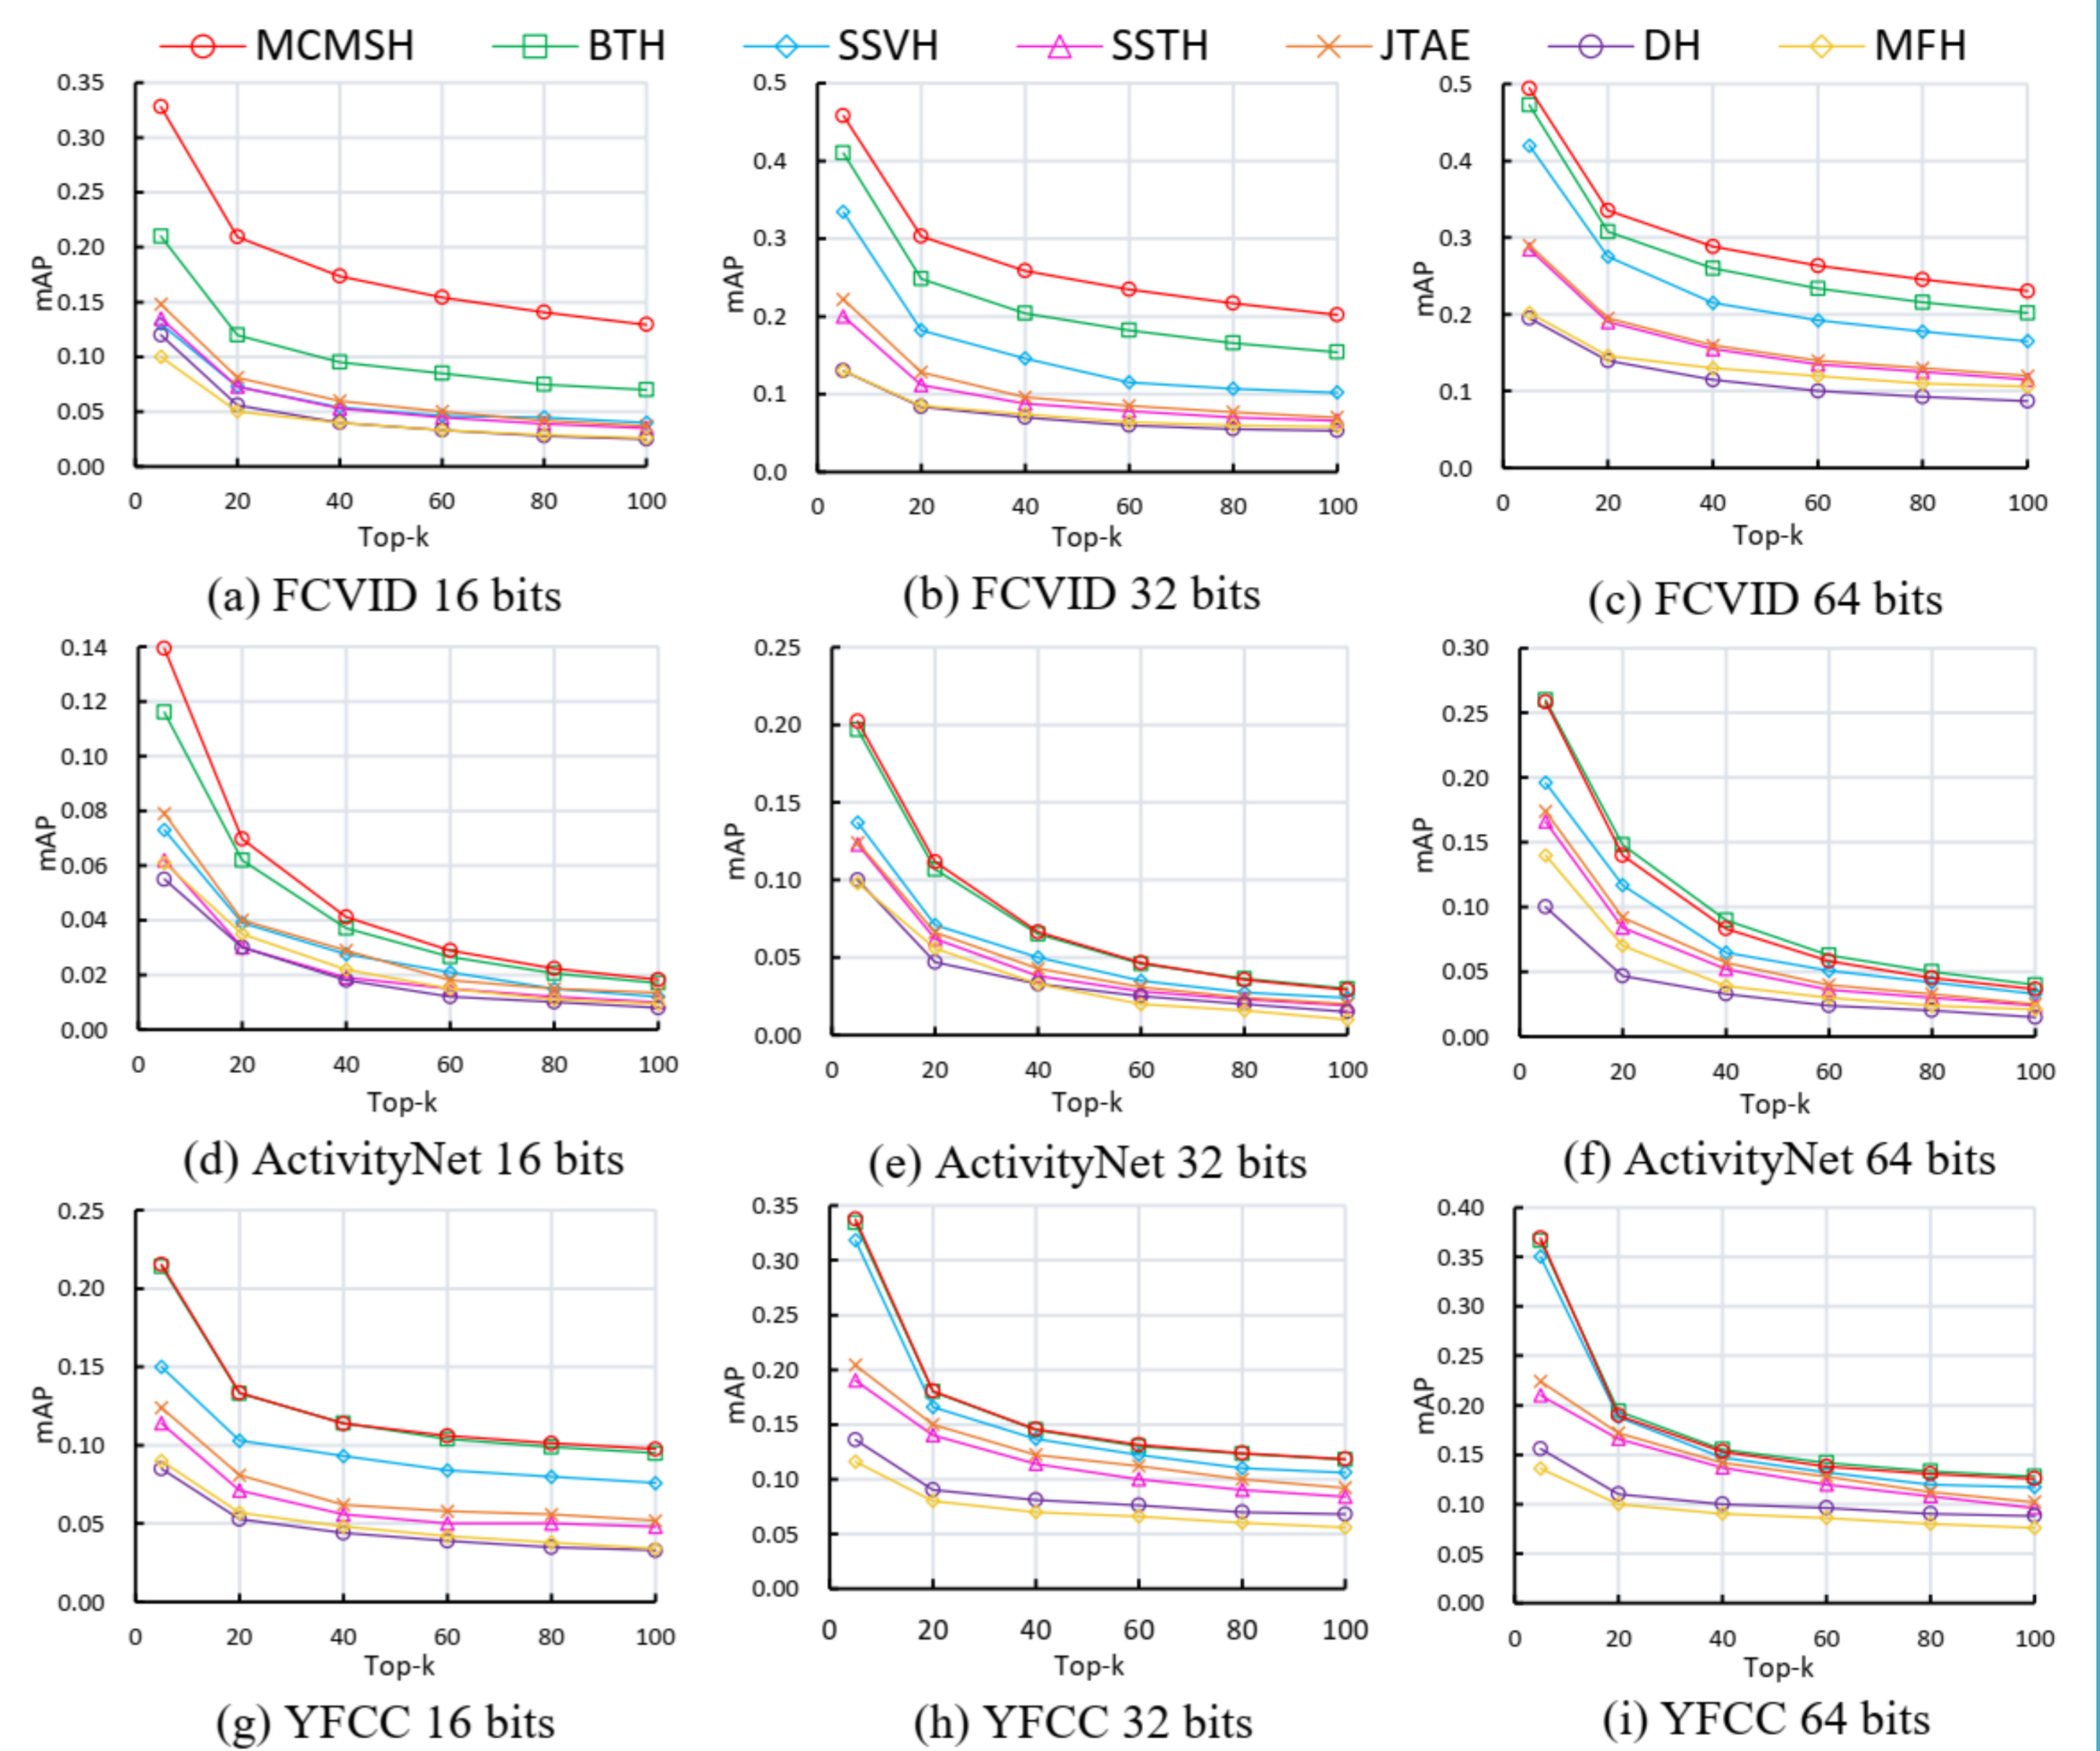 MCMSH BTH SSVH SSTH JTAE DH MFH
0.35 0.30 0.25 0.20 0.15 0.10 0.05 0.00
mAP
0 20 40 60 80 100
Top-k
(a) FCVID 16 bits
0.5 0.4 0.3 0.2 0.1 0.0
mAP
0 20 40 60 80 100
Top-k
(b) FCVID 32 bits
0.5 0.4 0.3 0.2 0.1 0.0
mAP
0 20 40 60 80 100
Top-k
(c) FCVID 64 bits
0.14 0.12 0.10 0.08 0.06 0.04 0.02 0.00
mAP
0 20 40 60 80 100
Top-k
(d) ActivityNet 16 bits
0.25 0.20 0.15 0.10 0.05 0.00
mAP
0 20 40 60 80 100
Top-k
(e) ActivityNet 32 bits
0.30 0.25 0.20 0.15 0.10 0.05 0.00
mAP
0 20 40 60 80 100
Top-k
(f) ActivityNet 64 bits
0.25 0.20 0.15 0.10 0.05 0.00
mAP
0 20 40 60 80 100
Top-k
(g) YFCC 16 bits
0.35 0.30 0.25 0.20 0.15 0.10 0.05 0.00
mAP
0 20 40 60 80 100
Top-k
(h) YFCC 32 bits
0.40 0.35 0.30 0.25 0.20 0.15 0.10 0.05 0.00
mAP
0 20 40 60 80 100
Top-k
(i) YFCC 64 bits